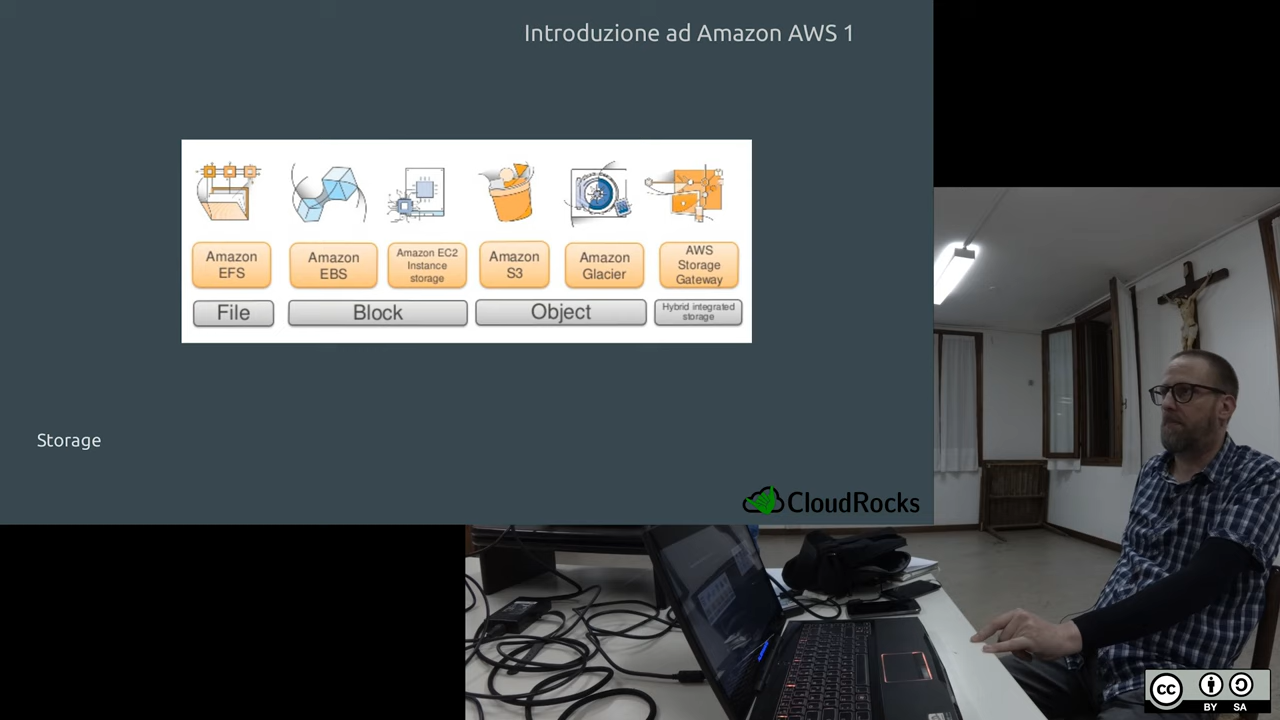 Introduzione ad Amazon AWS 1
Amazon
EFS
Amazon
EBS
Amazon EC2
Instance
storage
Amazon
S3
Amazon
Glacier
AWS
Storage
Gateway
File
Block
Object
Hybrid integrated
storage
Storage
CloudRocks
cc
BY SA